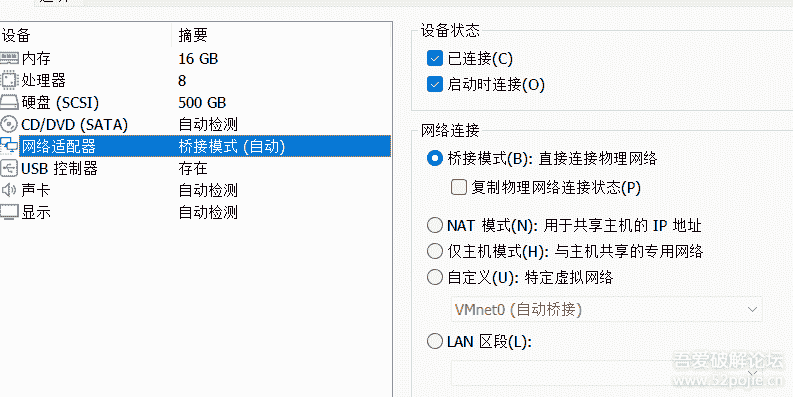 设备 摘要
内存 16 GB
处理器 8
硬盘 (SCSI) 500 GB
CD/DVD (SATA) 自动检测
网络适配器 桥接模式 (自动)
USB 控制器 存在
声卡 自动检测
显示 自动检测
设备状态
已连接(C)
启动时连接(O)
网络连接
桥接模式(B): 直接连接物理网络
复制物理网络连接状态(P)
NAT 模式(N): 用于共享主机的 IP 地址
仅主机模式(H): 与主机共享的专用网络
自定义(U): 特定虚拟网络
VMnet0 (自动桥接)
LAN 区段(L):
吾爱破解论坛
www.52pojie.cn